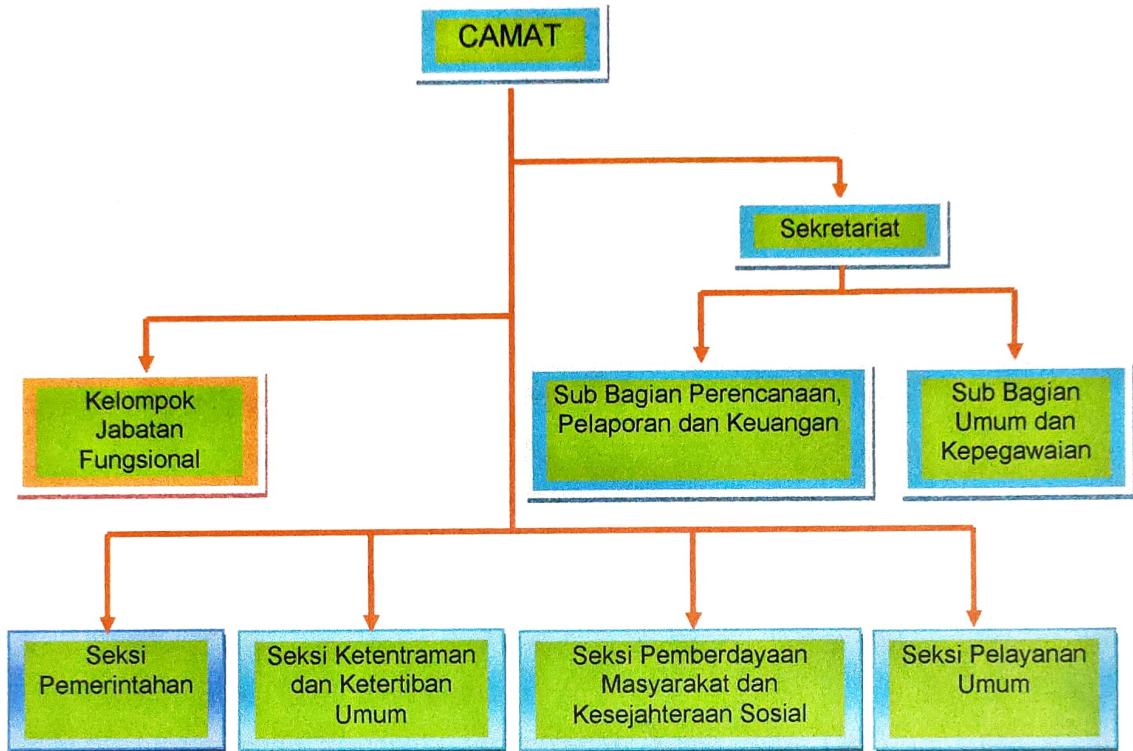 CAMAT
Sekretariat
Kelompok
Jabatan
Fungsional
Sub Bagian Perencanaan,
Pelaporan dan Keuangan
Sub Bagian
Umum dan
Kepegawaian
Seksi
Pemerintahan
Seksi Ketentraman
dan Ketertiban
Umum
Seksi Pemberdayaan
Masyarakat dan
Kesejahteraan Sosial
Seksi Pelayanan
Umum